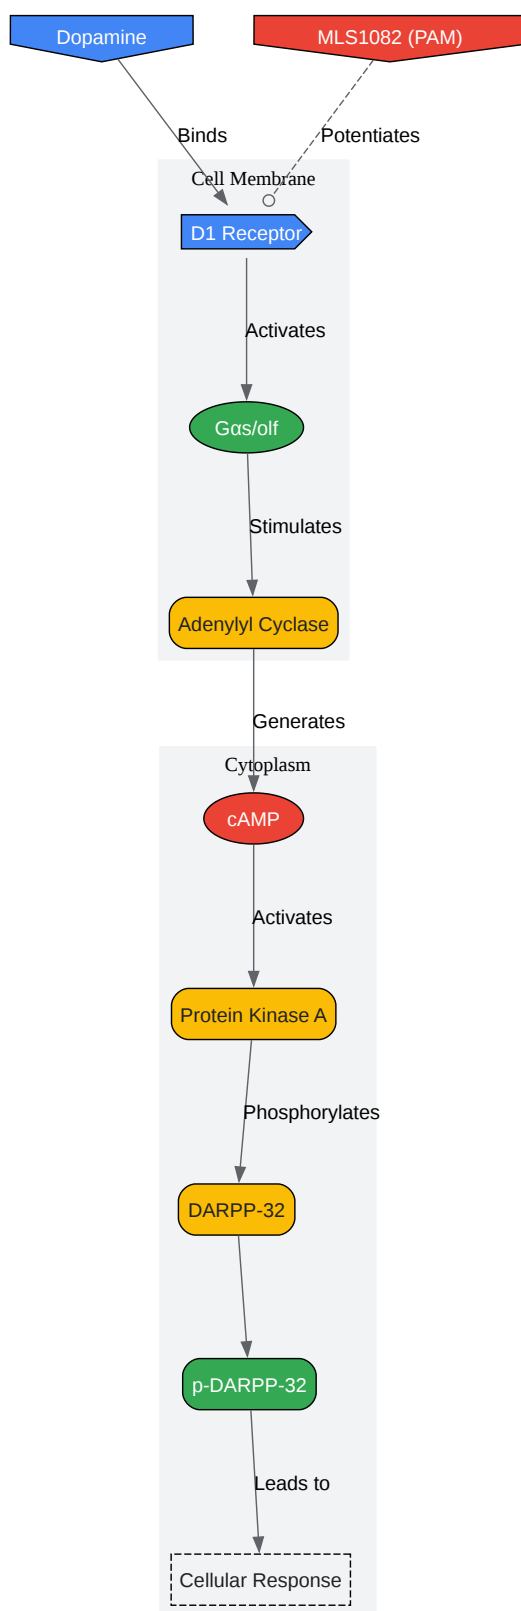 Dopamine
MLS1082 (PAM)
Binds
Potentiates
Cell Membrane
D1 Receptor
Activates
Gαs/olf
Stimulates
Adenylyl Cyclase
Generates
Cytoplasm
cAMP
Activates
Protein Kinase A
Phosphorylates
DARPP-32
p-DARPP-32
Leads to
Cellular Response